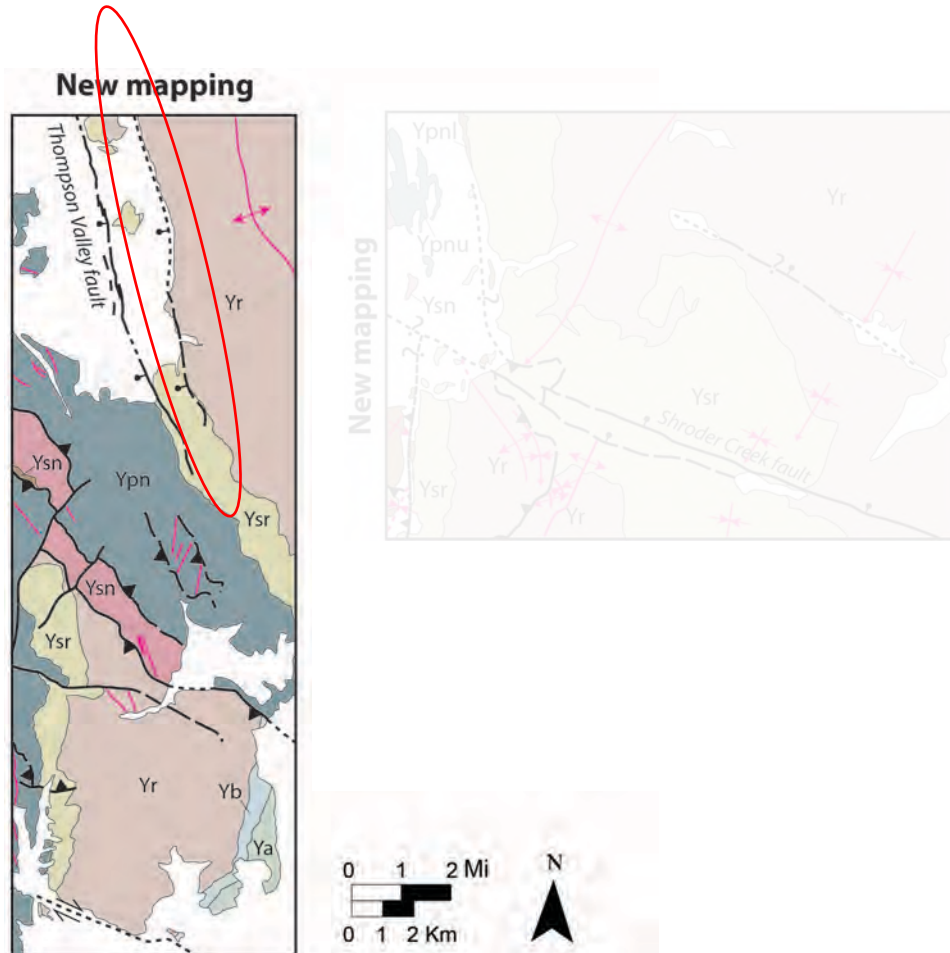 New mapping
Thompson Valley fault
Yr
Ysn
Ypn
Ysr
Ysn
Ysr
Yr
Yb
Ya
Ypnl
Yr
Ypnu
Ysn
New mapping
Ysr
Shroder Creek fault
Yr
Ysr
Yr
?
?
0 1 2 Mi
0 1 2 Km
N